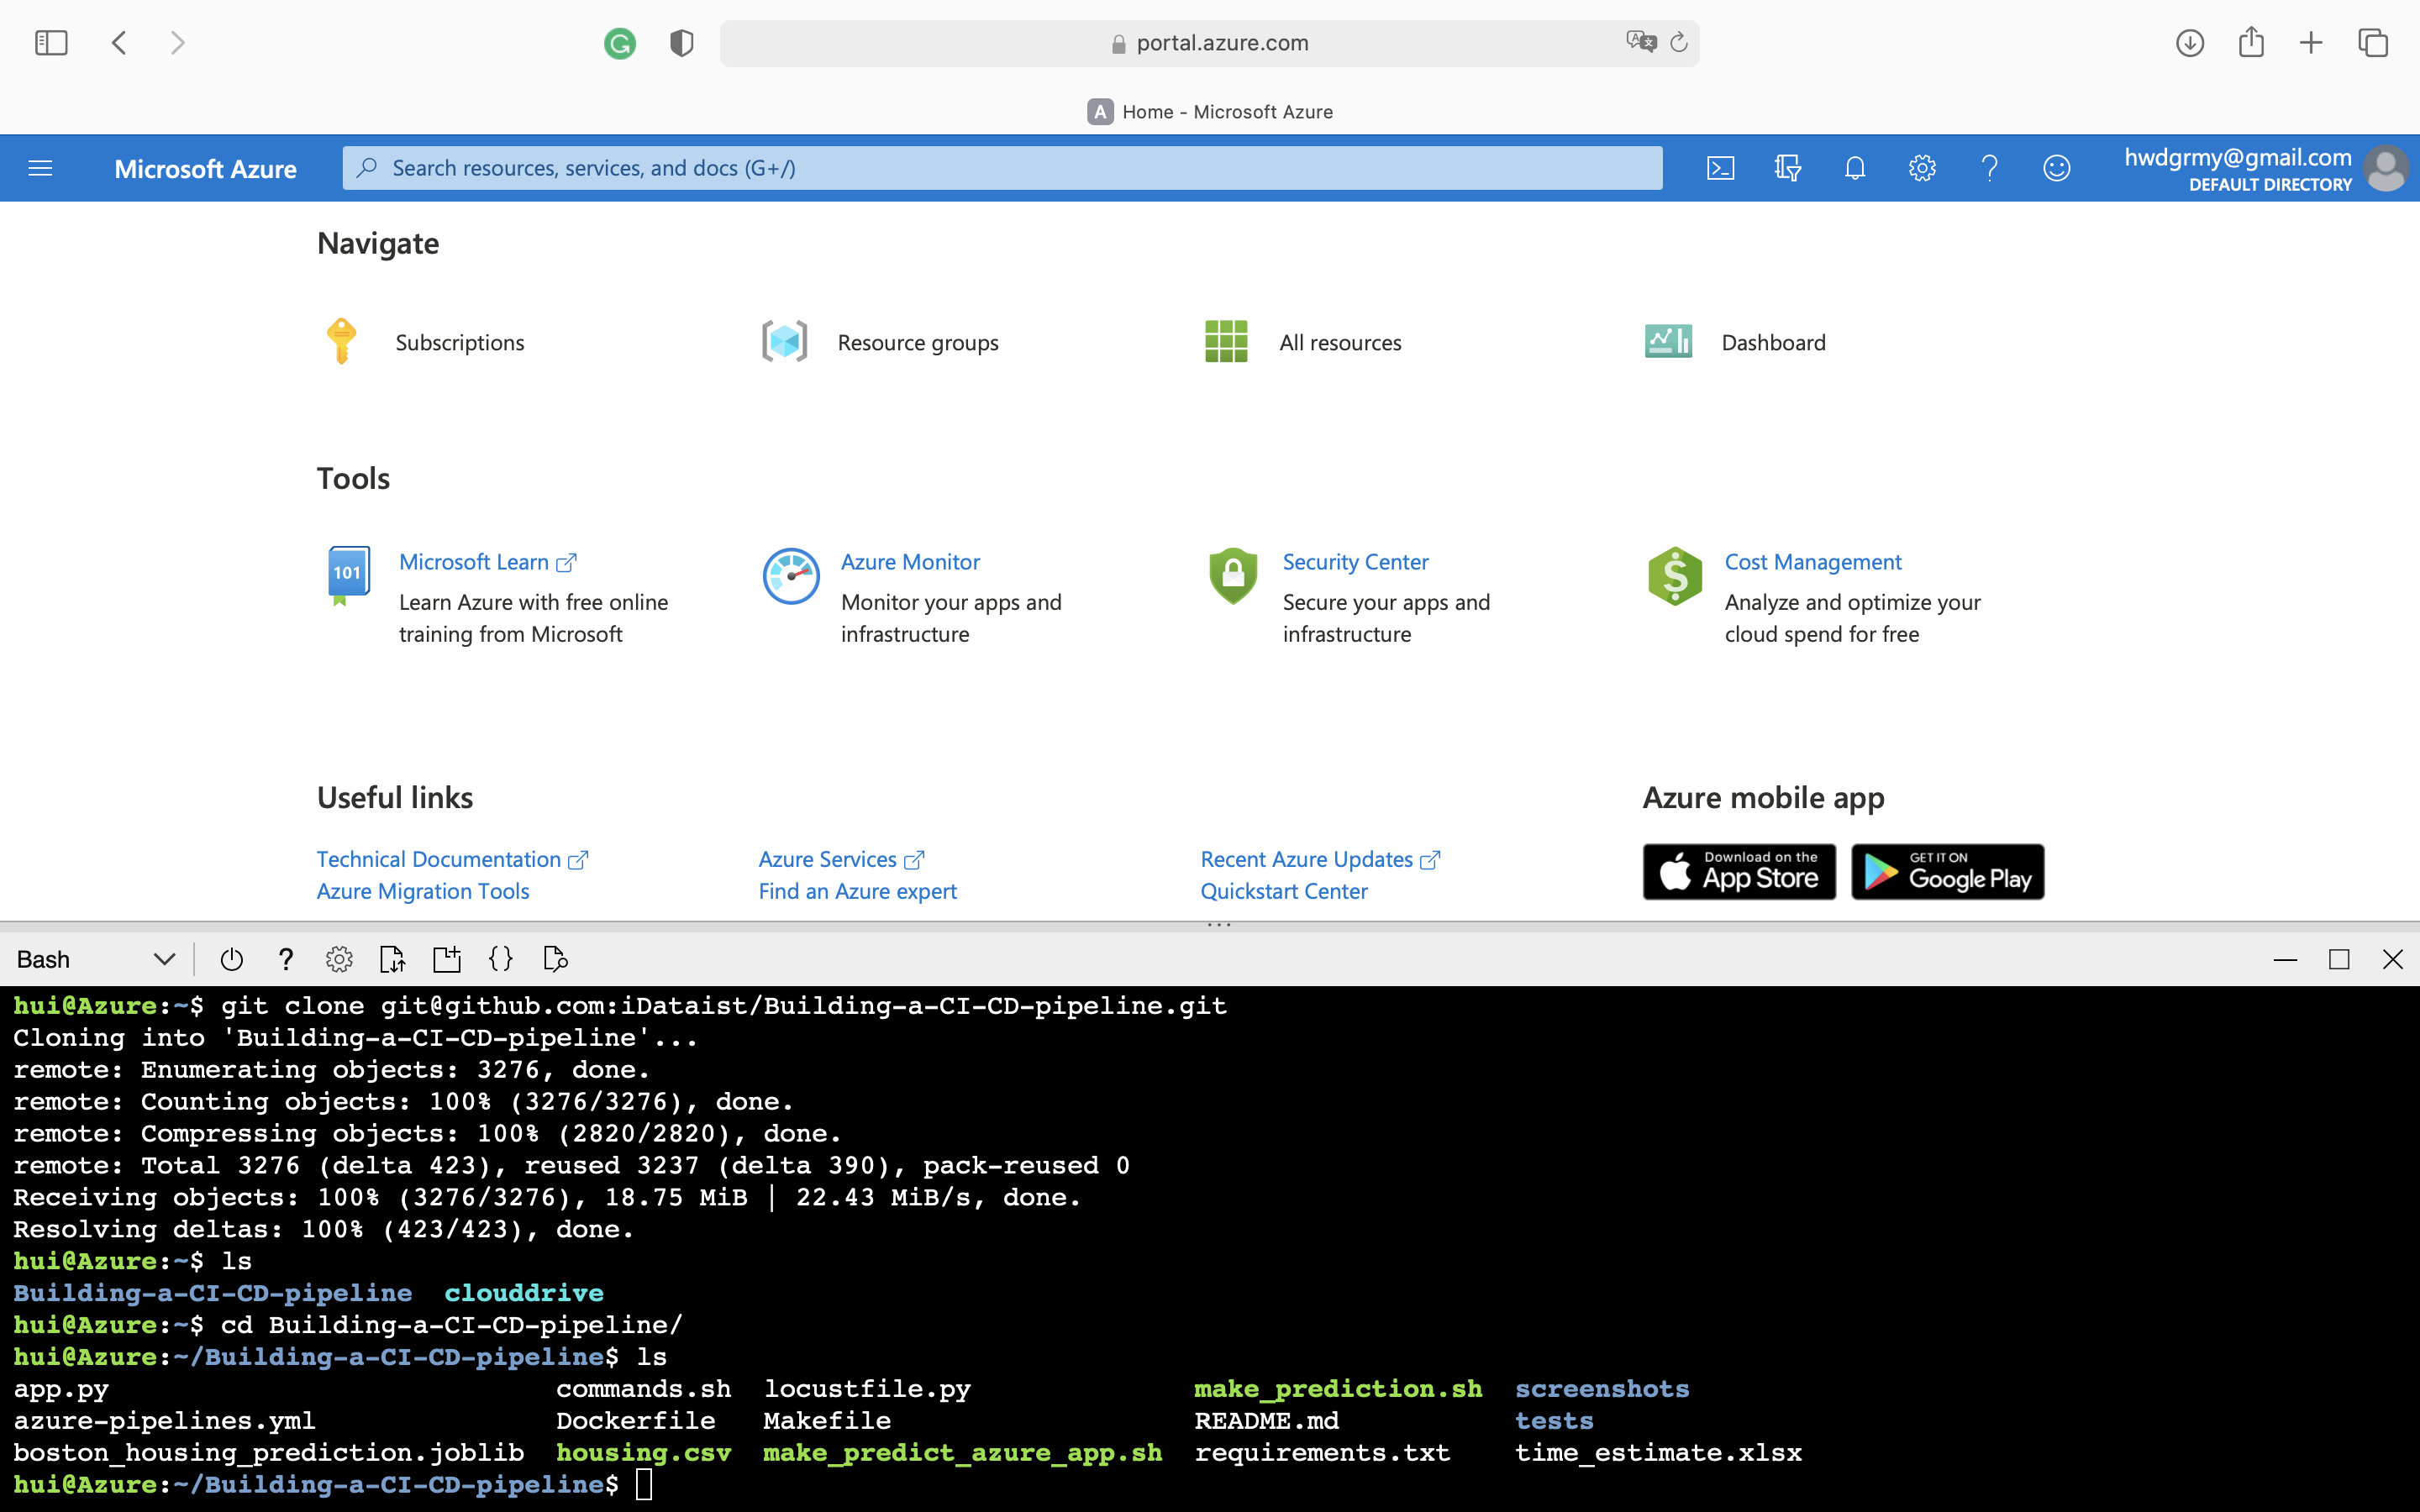 portal.azure.com
A Home - Microsoft Azure
Microsoft Azure
Search resources, services, and docs (G+/)
hwdgrmy@gmail.com
DEFAULT DIRECTORY
Navigate
Subscriptions
Resource groups
All resources
Dashboard
Tools
101
Microsoft Learn
Learn Azure with free online
training from Microsoft
Azure Monitor
Monitor your apps and
infrastructure
Security Center
Secure your apps and
infrastructure
Cost Management
Analyze and optimize your
cloud spend for free
Useful links
Azure mobile app
Technical Documentation
Azure Services
Recent Azure Updates
Azure Migration Tools
Find an Azure expert
Quickstart Center
Download on the
App Store
GET IT ON
Google Play
Bash
hui@Azure:~$ git clone git@github.com:iDataist/Building-a-CI-CD-pipeline.git
Cloning into 'Building-a-CI-CD-pipeline'...
remote: Enumerating objects: 3276, done.
remote: Counting objects: 100% (3276/3276), done.
remote: Compressing objects: 100% (2820/2820), done.
remote: Total 3276 (delta 423), reused 3237 (delta 390), pack-reused 0
Receiving objects: 100% (3276/3276), 18.75 MiB | 22.43 MiB/s, done.
Resolving deltas: 100% (423/423), done.
hui@Azure:~$ ls
Building-a-CI-CD-pipeline clouddrive
hui@Azure:~$ cd Building-a-CI-CD-pipeline/
hui@Azure:~/Building-a-CI-CD-pipeline$ ls
app.py commands.sh locustfile.py make_prediction.sh screenshots
azure-pipelines.yml Dockerfile Makefile README.md tests
boston_housing_prediction.joblib housing.csv make_predict_azure_app.sh requirements.txt time_estimate.xlsx
hui@Azure:~/Building-a-CI-CD-pipeline$